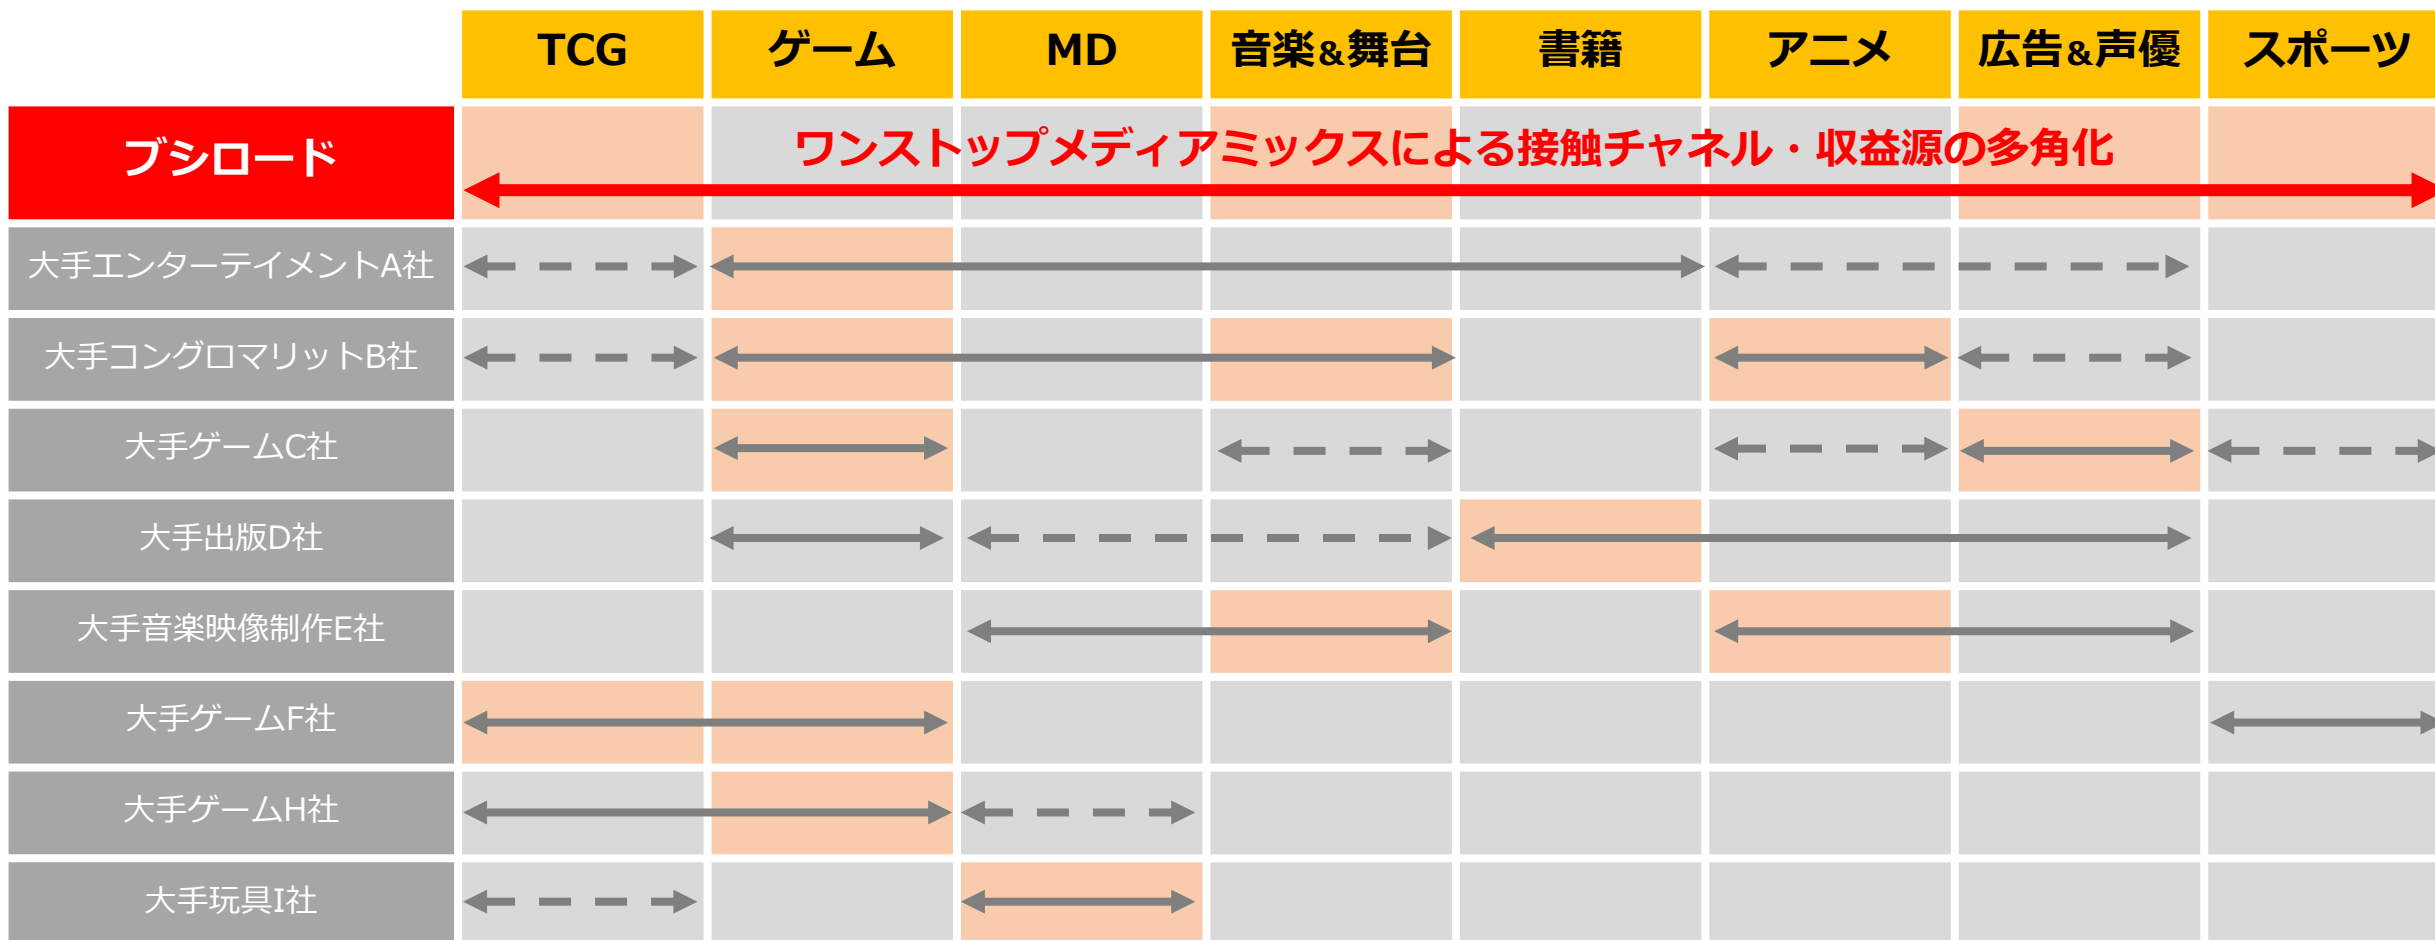 TCG
ゲーム
MD
音楽&舞台
書籍
アニメ
広告&声優
スポーツ
ブシロード
ワンストップメディアミックスによる接触チャネル・収益源の多角化
大手エンターテイメントA社
大手コングロマリットB社
大手ゲームC社
大手出版D社
大手音楽映像制作E社
大手ゲームF社
大手ゲームH社
大手玩具I社